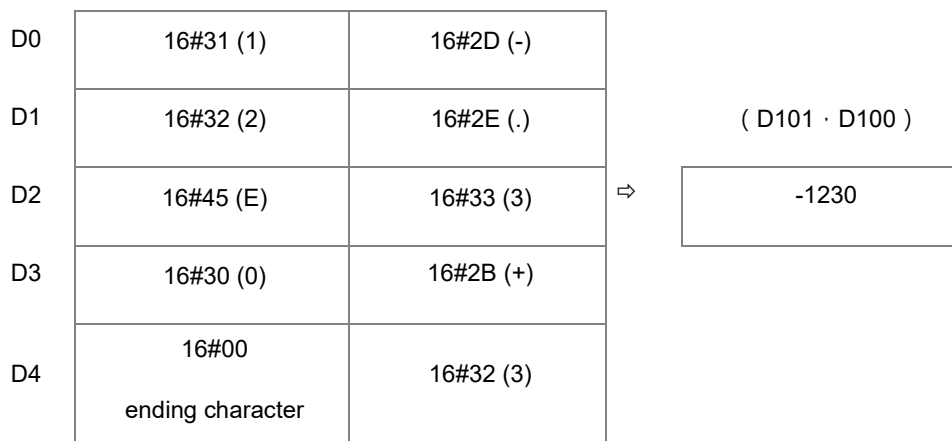 D0 16#31 (1) 16#2D (-)
D1 16#32 (2) 16#2E (.) ( D101 · D100 )
D2 16#45 (E) 16#33 (3) ⇨ -1230
D3 16#30 (0) 16#2B (+)
16#00
D4 16#32 (3)
ending character